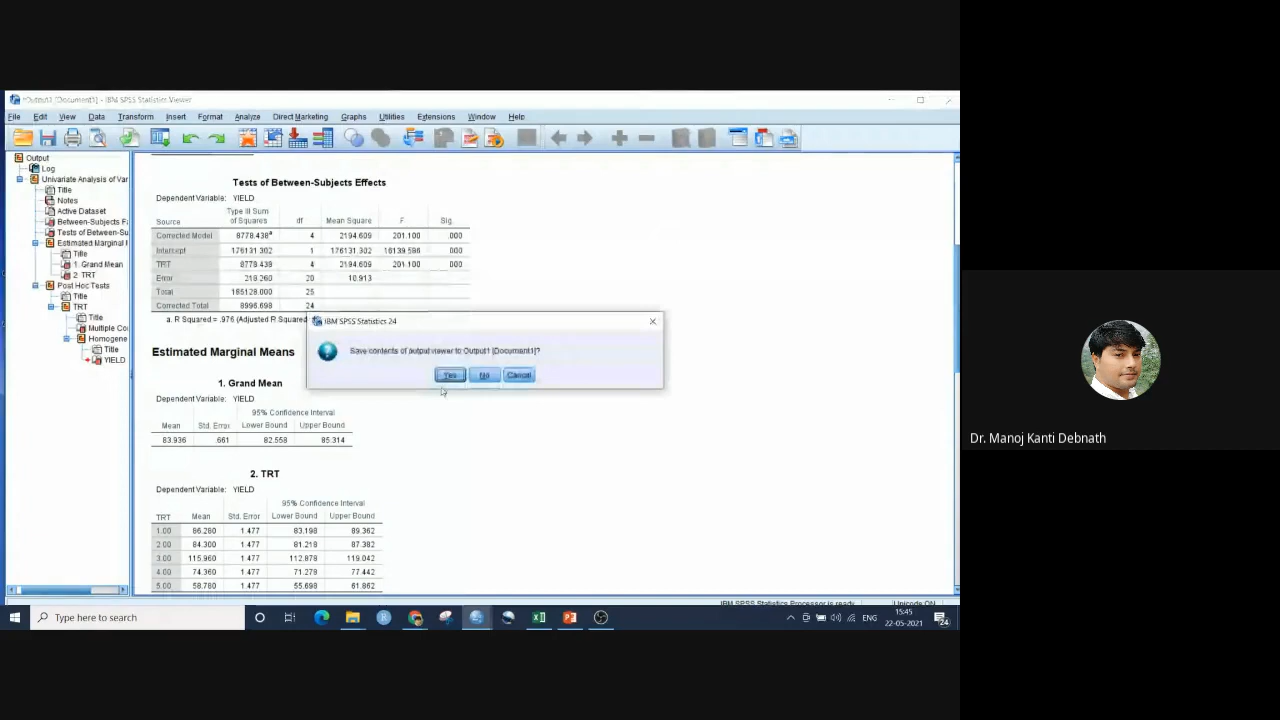 *Output1 [Document1] - IBM SPSS Statistics Viewer
File Edit View Data Transform Insert Format Analyze Direct Marketing Graphs Utilities Extensions Window Help
Output
Log
Univariate Analysis of Var
Title
Notes
Active Dataset
Between-Subjects Fa
Tests of Between-Su
Estimated Marginal I
Title
1. Grand Mean
2. TRT
Post Hoc Tests
Title
TRT
Title
Multiple Co
Homogene
Title
YIELD
Tests of Between-Subjects Effects
Dependent Variable: YIELD
Source Type III Sum of Squares df Mean Square F Sig.
Corrected Model 8778.438a 4 2194.609 201.100 .000
Intercept 176131.302 1 176131.302 16139.586 .000
TRT 8778.438 4 2194.609 201.100 .000
Error 218.260 20 10.913
Total 185128.000 25
Corrected Total 8996.698 24
a. R Squared = .976 (Adjusted R Squared
IBM SPSS Statistics 24
Save contents of output viewer to Output1 [Document1]?
Yes No Cancel
Estimated Marginal Means
1. Grand Mean
Dependent Variable: YIELD
95% Confidence Interval
Mean Std. Error Lower Bound Upper Bound
83.936 .661 82.558 85.314
2. TRT
Dependent Variable: YIELD
95% Confidence Interval
TRT Mean Std. Error Lower Bound Upper Bound
1.00 86.280 1.477 83.198 89.362
2.00 84.300 1.477 81.218 87.382
3.00 115.960 1.477 112.878 119.042
4.00 74.360 1.477 71.278 77.442
5.00 58.780 1.477 55.698 61.862
IBM SPSS Statistics Processor is ready Unicode:ON
Type here to search
ENG
15:45
22-05-2021
24
Dr. Manoj Kanti Debnath